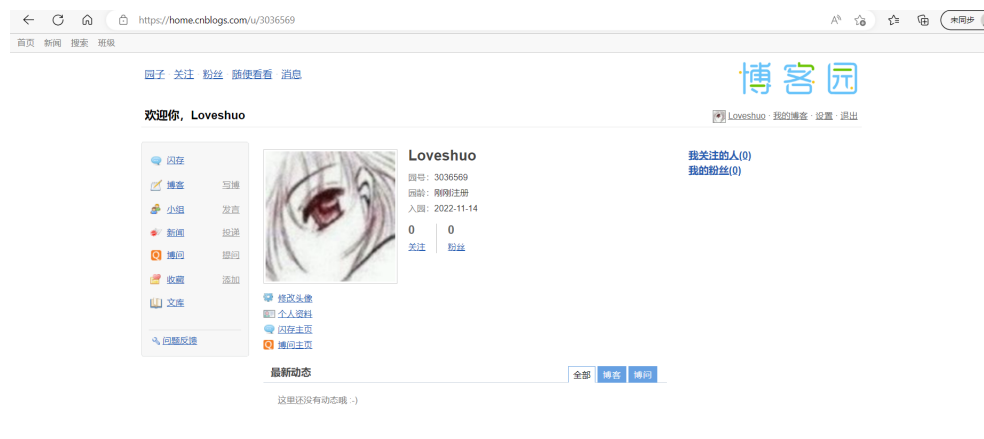 https://home.cnblogs.com/u/3036569
未同步
首页 新闻 搜索 班级
园子 · 关注 · 粉丝 · 随便看看 · 消息
博客园
欢迎你，Loveshuo
Loveshuo · 我的博客 · 设置 · 退出
闪存
博客 写博
小组 发言
新闻 投递
博问 提问
收藏 添加
文库
问题反馈
Loveshuo
园号：3036569
园龄：刚刚注册
入园：2022-11-14
0 0
关注 粉丝
修改头像
个人资料
闪存主页
博问主页
我关注的人(0)
我的粉丝(0)
最新动态
全部 博客 博问
这里还没有动态哦 :-)